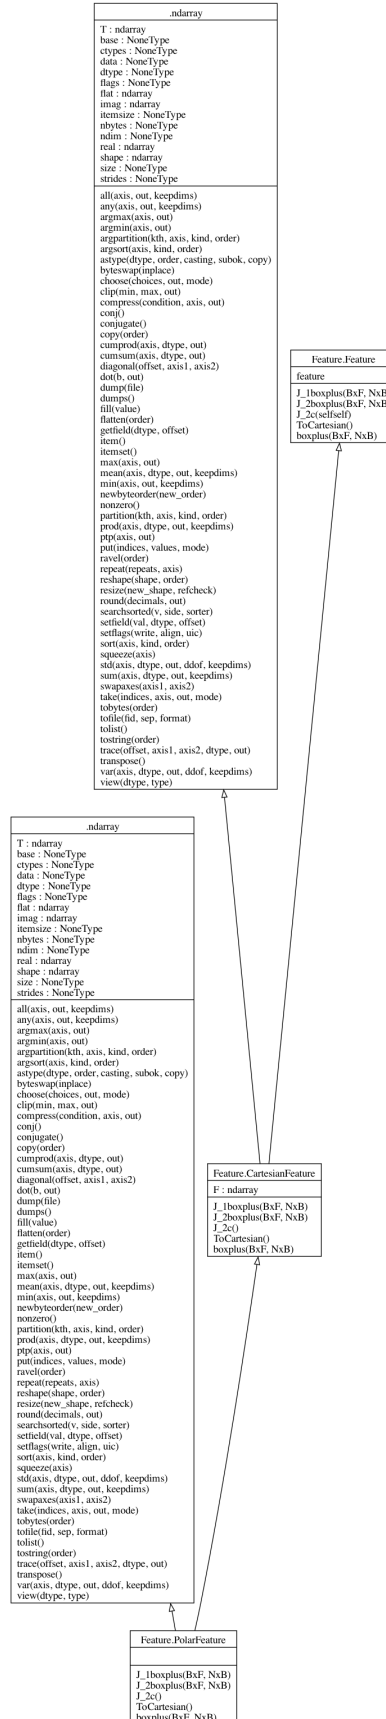 .ndarray
T : ndarray
base : NoneType
ctypes : NoneType
data : NoneType
dtype : NoneType
flags : NoneType
flat : ndarray
imag : ndarray
itemsize : NoneType
nbytes : NoneType
ndim : NoneType
real : ndarray
shape : ndarray
size : NoneType
strides : NoneType
all(axis, out, keepdims)
any(axis, out, keepdims)
argmax(axis, out)
argmin(axis, out)
argpartition(kth, axis, kind, order)
argsort(axis, kind, order)
astype(dtype, order, casting, subok, copy)
byteswap(inplace)
choose(choices, out, mode)
clip(min, max, out)
compress(condition, axis, out)
conj()
conjugate()
copy(order)
cumprod(axis, dtype, out)
cumsum(axis, dtype, out)
diagonal(offset, axis1, axis2)
dot(b, out)
dump(file)
dumps()
fill(value)
flatten(order)
getfield(dtype, offset)
item()
itemset()
max(axis, out)
mean(axis, dtype, out, keepdims)
min(axis, out, keepdims)
newbyteorder(new_order)
nonzero()
partition(kth, axis, kind, order)
prod(axis, dtype, out, keepdims)
ptp(axis, out)
put(indices, values, mode)
ravel(order)
repeat(repeats, axis)
reshape(shape, order)
resize(new_shape, refcheck)
round(decimals, out)
searchsorted(v, side, sorter)
setfield(val, dtype, offset)
setflags(write, align, uic)
sort(axis, kind, order)
squeeze(axis)
std(axis, dtype, out, ddof, keepdims)
sum(axis, dtype, out, keepdims)
swapaxes(axis1, axis2)
take(indices, axis, out, mode)
tobytes(order)
tofile(fid, sep, format)
tolist()
tostring(order)
trace(offset, axis1, axis2, dtype, out)
transpose()
var(axis, dtype, out, ddof, keepdims)
view(dtype, type)
Feature.Feature
feature
J_1boxplus(BxF, NxB
J_2boxplus(BxF, NxB
J_2c(selfself)
ToCartesian()
boxplus(BxF, NxB)
.ndarray
T : ndarray
base : NoneType
ctypes : NoneType
data : NoneType
dtype : NoneType
flags : NoneType
flat : ndarray
imag : ndarray
itemsize : NoneType
nbytes : NoneType
ndim : NoneType
real : ndarray
shape : ndarray
size : NoneType
strides : NoneType
all(axis, out, keepdims)
any(axis, out, keepdims)
argmax(axis, out)
argmin(axis, out)
argpartition(kth, axis, kind, order)
argsort(axis, kind, order)
astype(dtype, order, casting, subok, copy)
byteswap(inplace)
choose(choices, out, mode)
clip(min, max, out)
compress(condition, axis, out)
conj()
conjugate()
copy(order)
cumprod(axis, dtype, out)
cumsum(axis, dtype, out)
diagonal(offset, axis1, axis2)
dot(b, out)
dump(file)
dumps()
fill(value)
flatten(order)
getfield(dtype, offset)
item()
itemset()
max(axis, out)
mean(axis, dtype, out, keepdims)
min(axis, out, keepdims)
newbyteorder(new_order)
nonzero()
partition(kth, axis, kind, order)
prod(axis, dtype, out, keepdims)
ptp(axis, out)
put(indices, values, mode)
ravel(order)
repeat(repeats, axis)
reshape(shape, order)
resize(new_shape, refcheck)
round(decimals, out)
searchsorted(v, side, sorter)
setfield(val, dtype, offset)
setflags(write, align, uic)
sort(axis, kind, order)
squeeze(axis)
std(axis, dtype, out, ddof, keepdims)
sum(axis, dtype, out, keepdims)
swapaxes(axis1, axis2)
take(indices, axis, out, mode)
tobytes(order)
tofile(fid, sep, format)
tolist()
tostring(order)
trace(offset, axis1, axis2, dtype, out)
transpose()
var(axis, dtype, out, ddof, keepdims)
view(dtype, type)
Feature.CartesianFeature
F : ndarray
J_1boxplus(BxF, NxB)
J_2boxplus(BxF, NxB)
J_2c()
ToCartesian()
boxplus(BxF, NxB)
Feature.PolarFeature
J_1boxplus(BxF, NxB)
J_2boxplus(BxF, NxB)
J_2c()
ToCartesian()
boxplus(BxF, NxB)